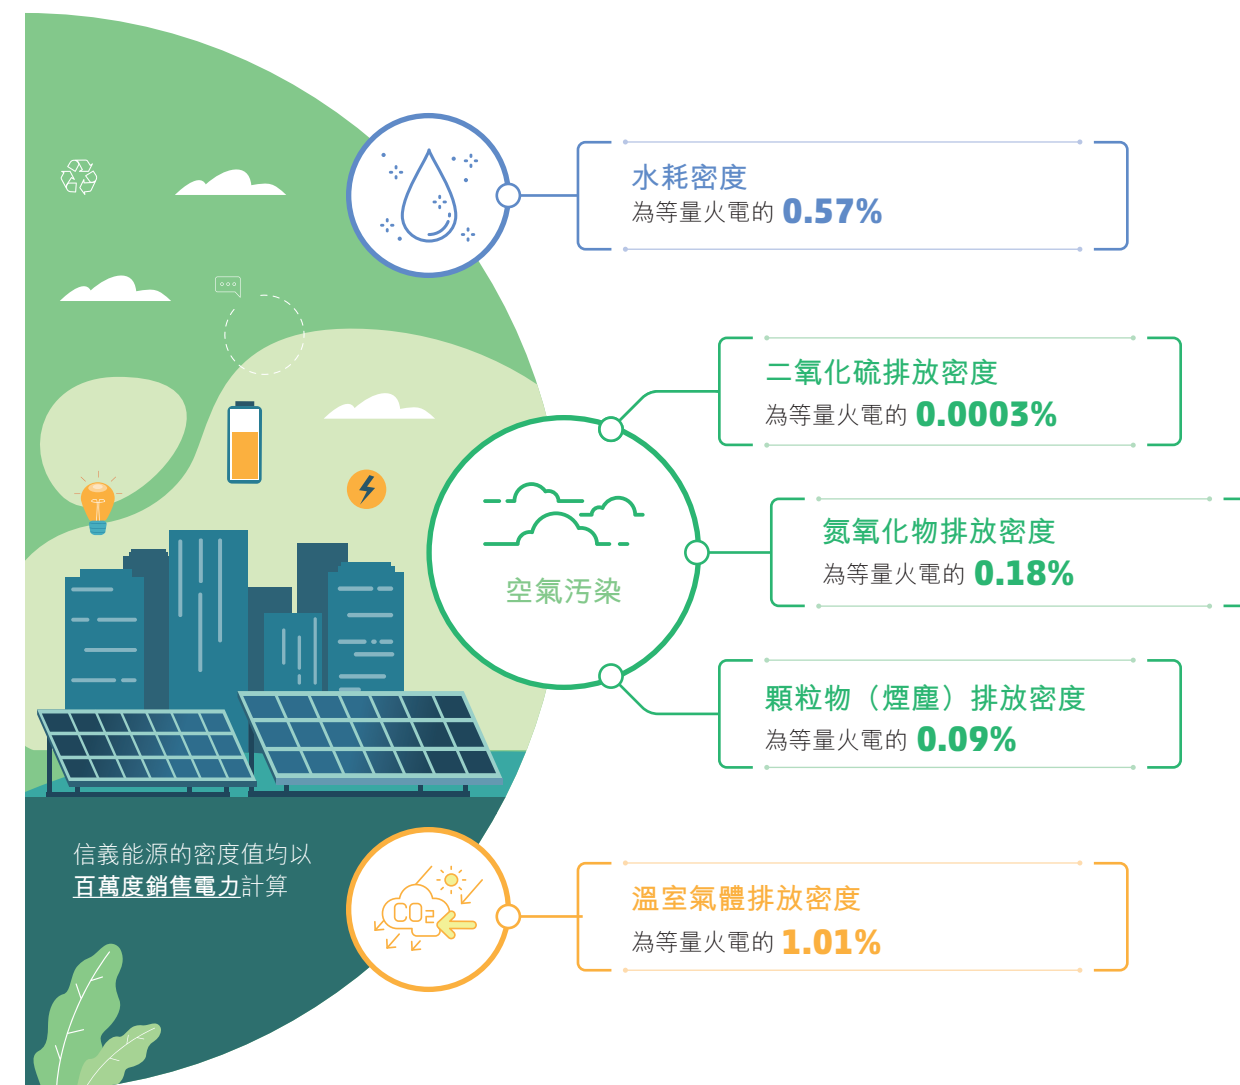 水耗密度
為等量火電的 0.57%
二氧化硫排放密度
為等量火電的 0.0003%
氮氧化物排放密度
為等量火電的 0.18%
空氣污染
顆粒物（煙塵）排放密度
為等量火電的 0.09%
信義能源的密度值均以
百萬度銷售電力計算
CO2
溫室氣體排放密度
為等量火電的 1.01%